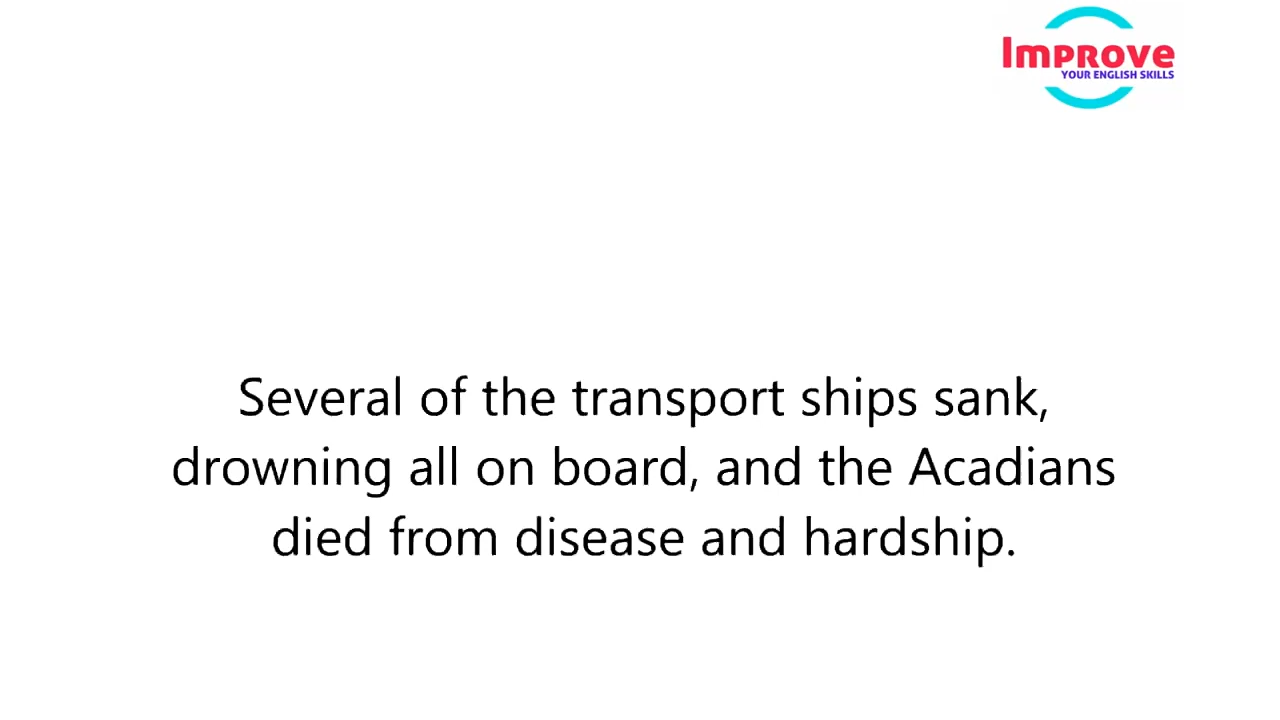 Improve
YOUR ENGLISH SKILLS
Several of the transport ships sank,
drowning all on board, and the Acadians
died from disease and hardship.